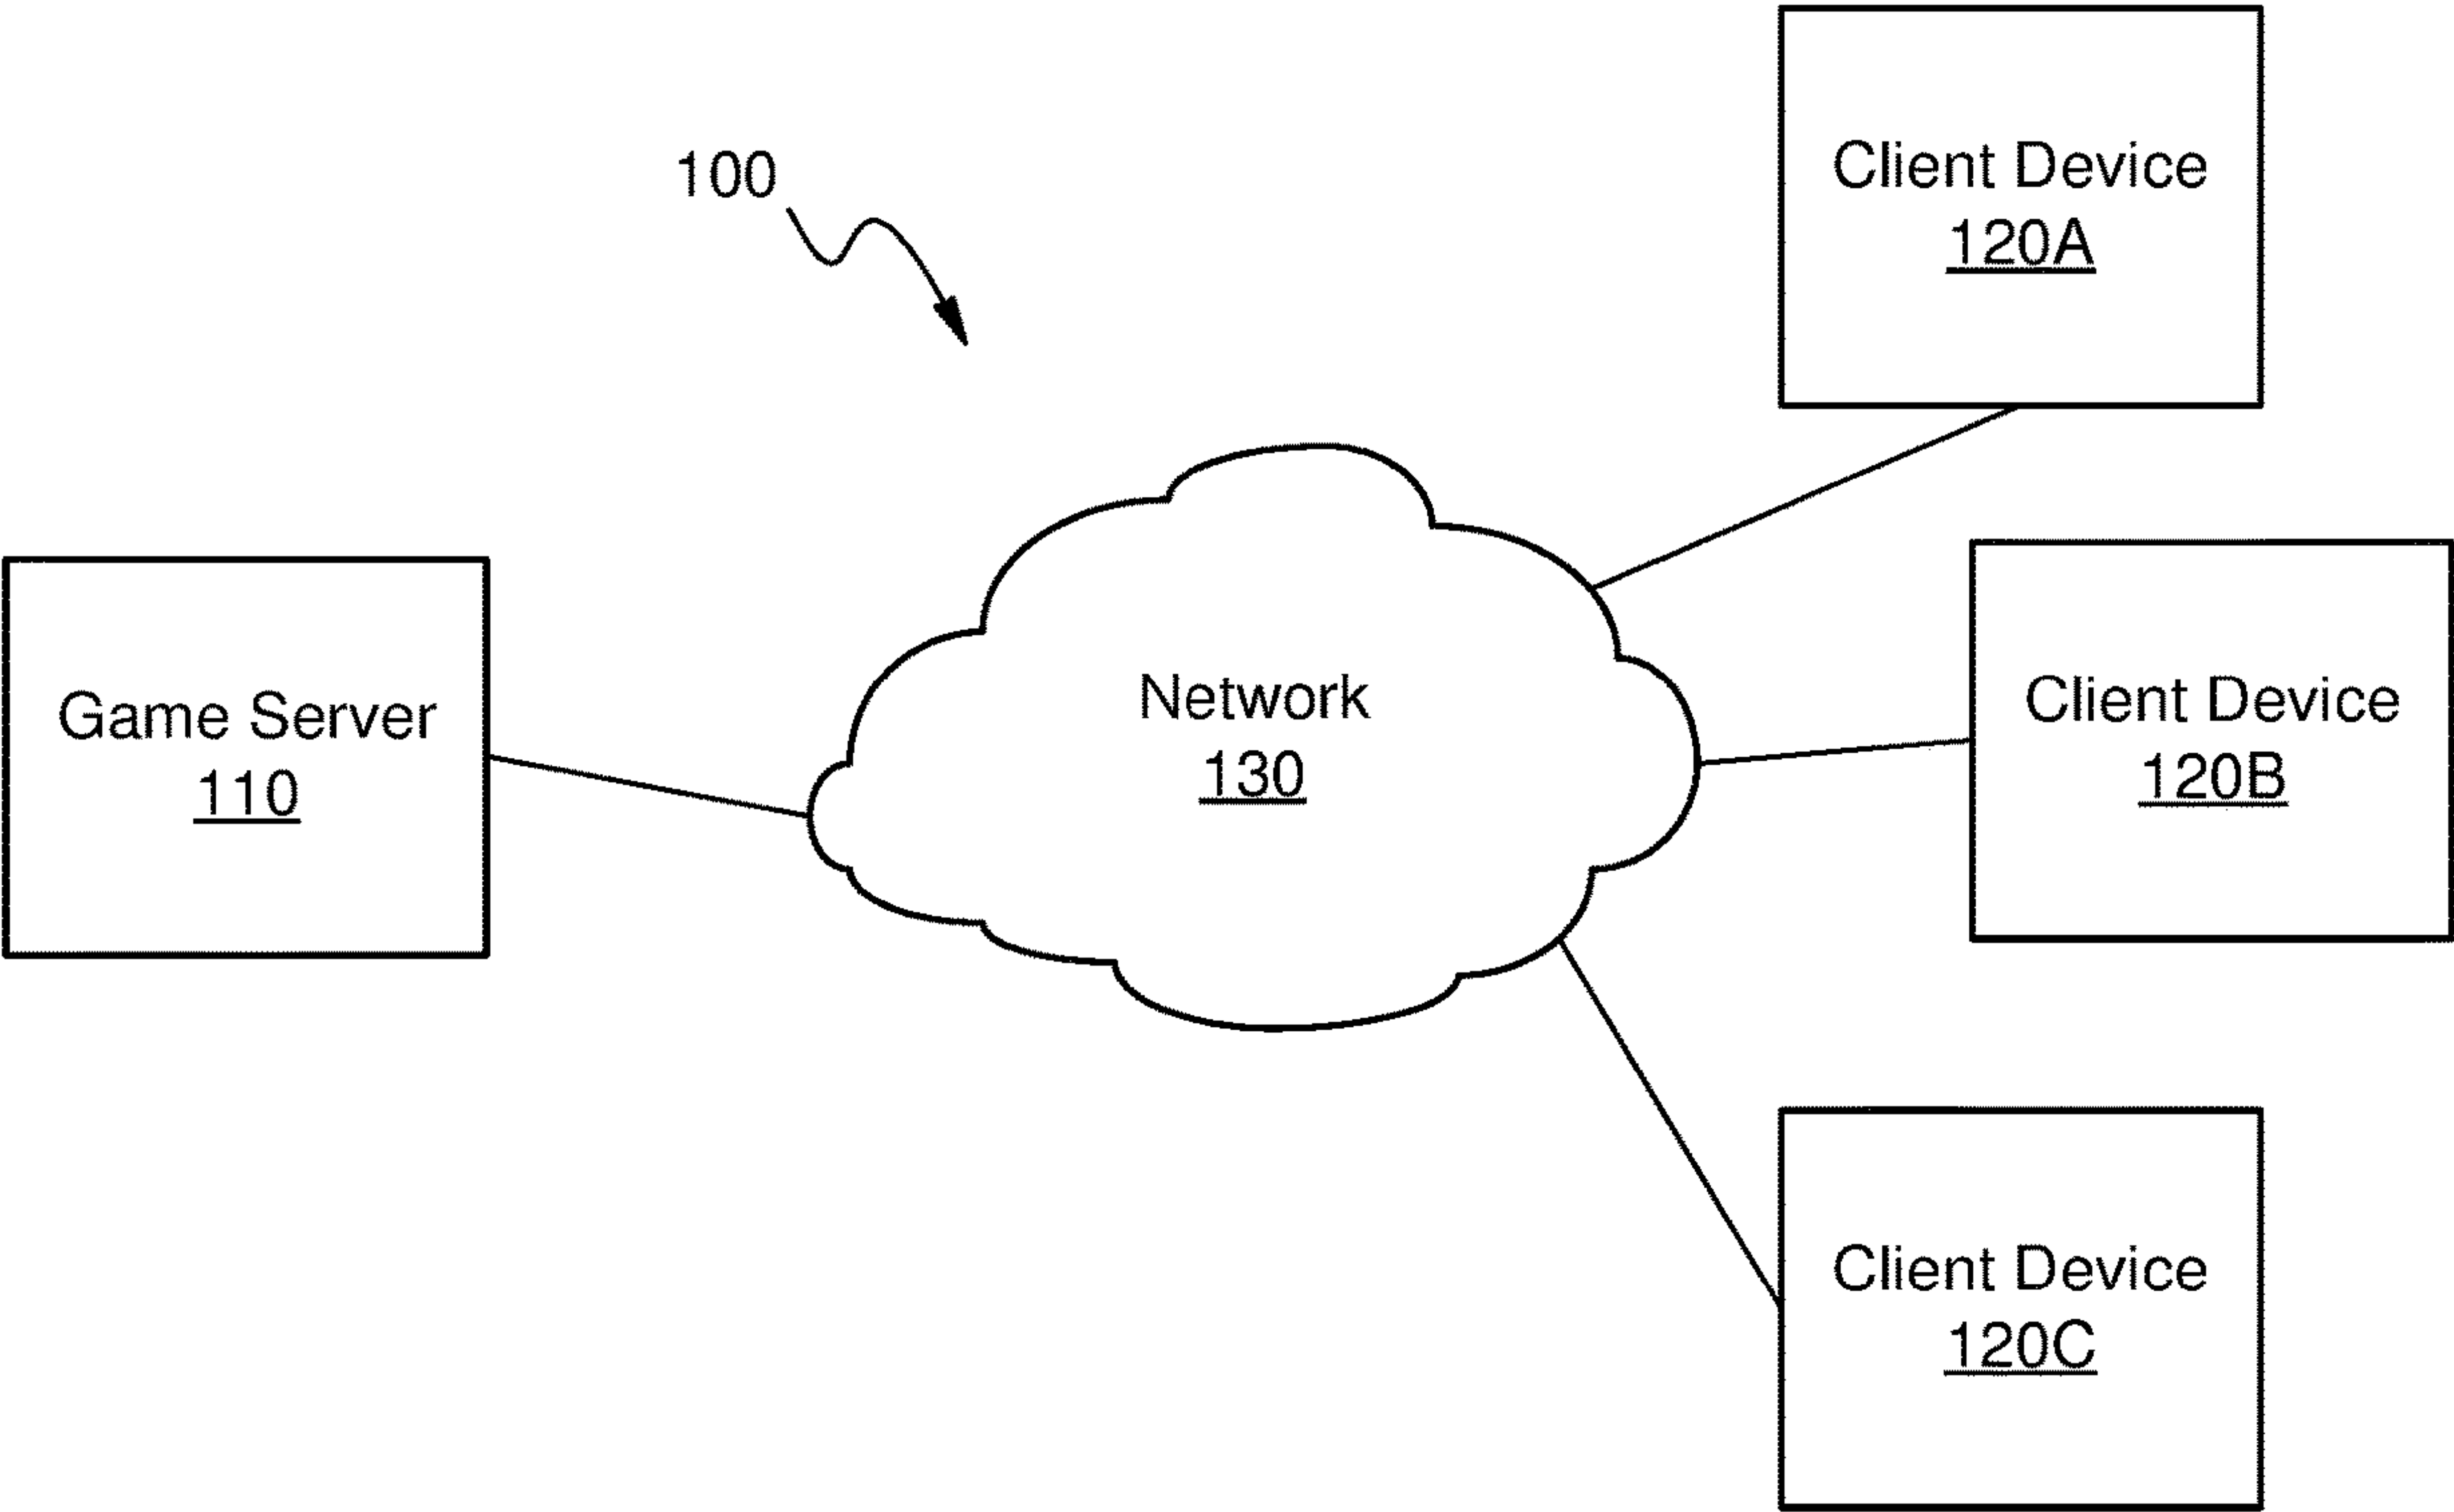 100
Client Device
120A
Game Server
110
Network
130
Client Device
120B
Client Device
120C